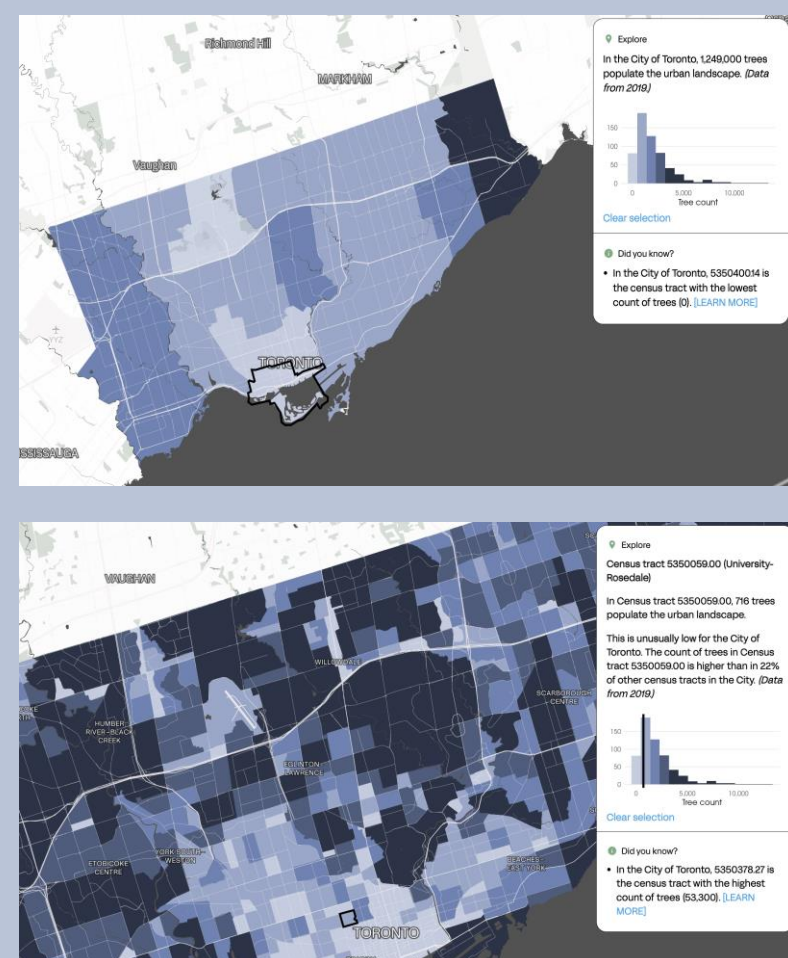 Richmond Hill
MARKHAM
Vaughan
TORONTO
YYZ
MISSISSAUGA
Explore
In the City of Toronto, 1,249,000 trees
populate the urban landscape. (Data
from 2019.)
150
100
50
0
0 5,000 10,000
Tree count
Clear selection
Did you know?
• In the City of Toronto, 5350400.14 is
the census tract with the lowest
count of trees (0). [LEARN MORE]
VAUGHAN
WILLOWDALE
SCARBOROUGH
CENTRE
HUMBER
RIVER-BLACK
CREEK
EGLINTON-
LAWRENCE
YORK SOUTH-
WESTON
ETOBICOKE
CENTRE
BEACHES-
EAST YORK
TORONTO
Explore
Census tract 5350059.00 (University-
Rosedale)
In Census tract 5350059.00, 716 trees
populate the urban landscape.
This is unusually low for the City of
Toronto. The count of trees in Census
tract 5350059.00 is higher than in 22%
of other census tracts in the City. (Data
from 2019.)
150
100
50
0
0 5,000 10,000
Tree count
Clear selection
Did you know?
• In the City of Toronto, 5350378.27 is
the census tract with the highest
count of trees (53,300). [LEARN
MORE]